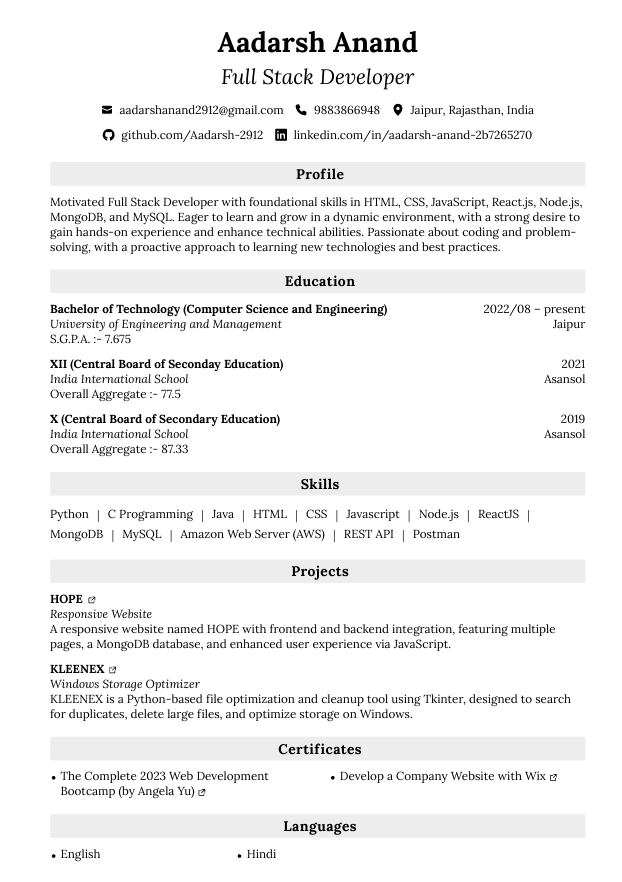 Aadarsh Anand
Full Stack Developer
aadarshanand2912@gmail.com 9883866948 Jaipur, Rajasthan, India
github.com/Aadarsh-2912 linkedin.com/in/aadarsh-anand-2b7265270
Profile
Motivated Full Stack Developer with foundational skills in HTML, CSS, JavaScript, React.js, Node.js,
MongoDB, and MySQL. Eager to learn and grow in a dynamic environment, with a strong desire to
gain hands-on experience and enhance technical abilities. Passionate about coding and problem-
solving, with a proactive approach to learning new technologies and best practices.
Education
Bachelor of Technology (Computer Science and Engineering) 2022/08 – present
University of Engineering and Management Jaipur
S.G.P.A. :- 7.675
XII (Central Board of Seconday Education) 2021
India International School Asansol
Overall Aggregate :- 77.5
X (Central Board of Secondary Education) 2019
India International School Asansol
Overall Aggregate :- 87.33
Skills
Python | C Programming | Java | HTML | CSS | Javascript | Node.js | ReactJS |
MongoDB | MySQL | Amazon Web Server (AWS) | REST API | Postman
Projects
HOPE
Responsive Website
A responsive website named HOPE with frontend and backend integration, featuring multiple
pages, a MongoDB database, and enhanced user experience via JavaScript.
KLEENEX
Windows Storage Optimizer
KLEENEX is a Python-based file optimization and cleanup tool using Tkinter, designed to search
for duplicates, delete large files, and optimize storage on Windows.
Certificates
• The Complete 2023 Web Development
Bootcamp (by Angela Yu)
• Develop a Company Website with Wix
Languages
• English • Hindi